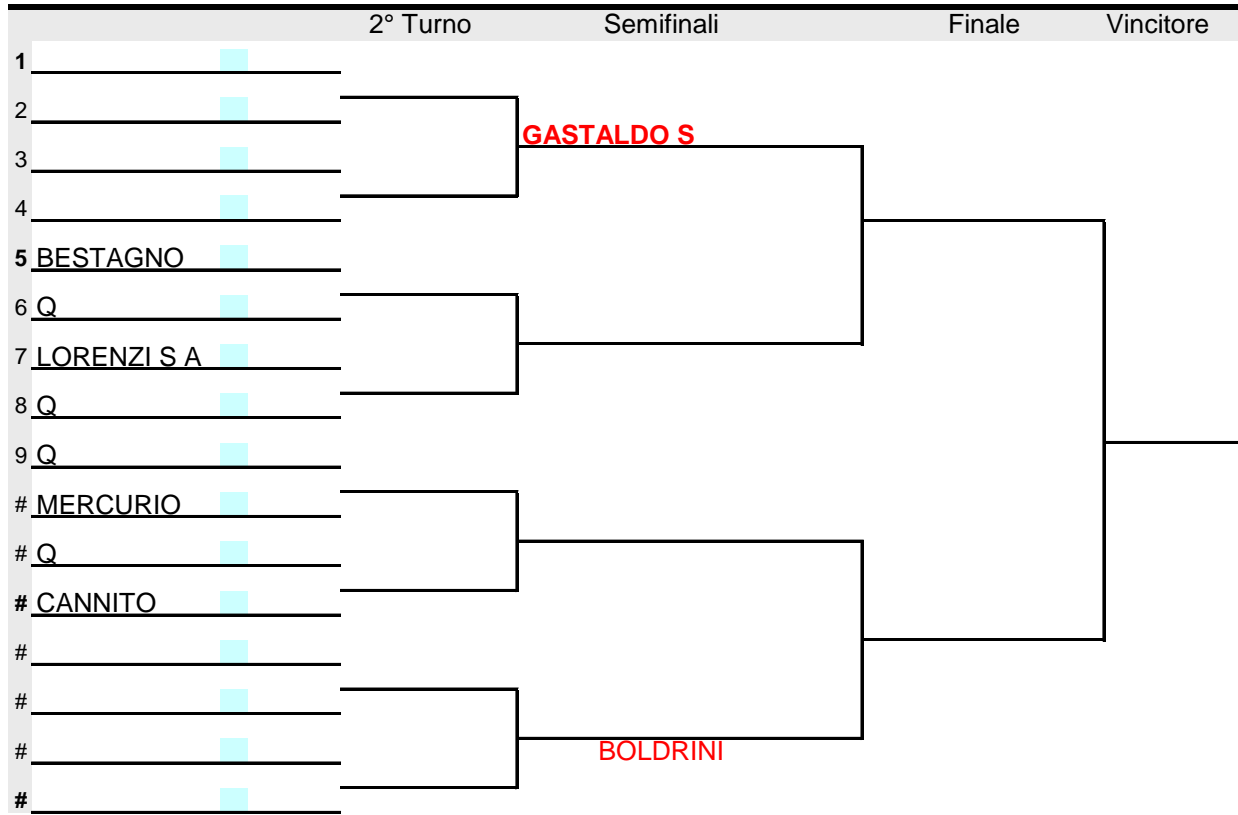 2° Turno Semifinali Finale Vincitore
1
2
GASTALDO S
3
4
5 BESTAGNO
6 Q
7 LORENZI S A
8 Q
9 Q
# MERCURIO
# Q
# CANNITO
#
#
# BOLDRINI
#